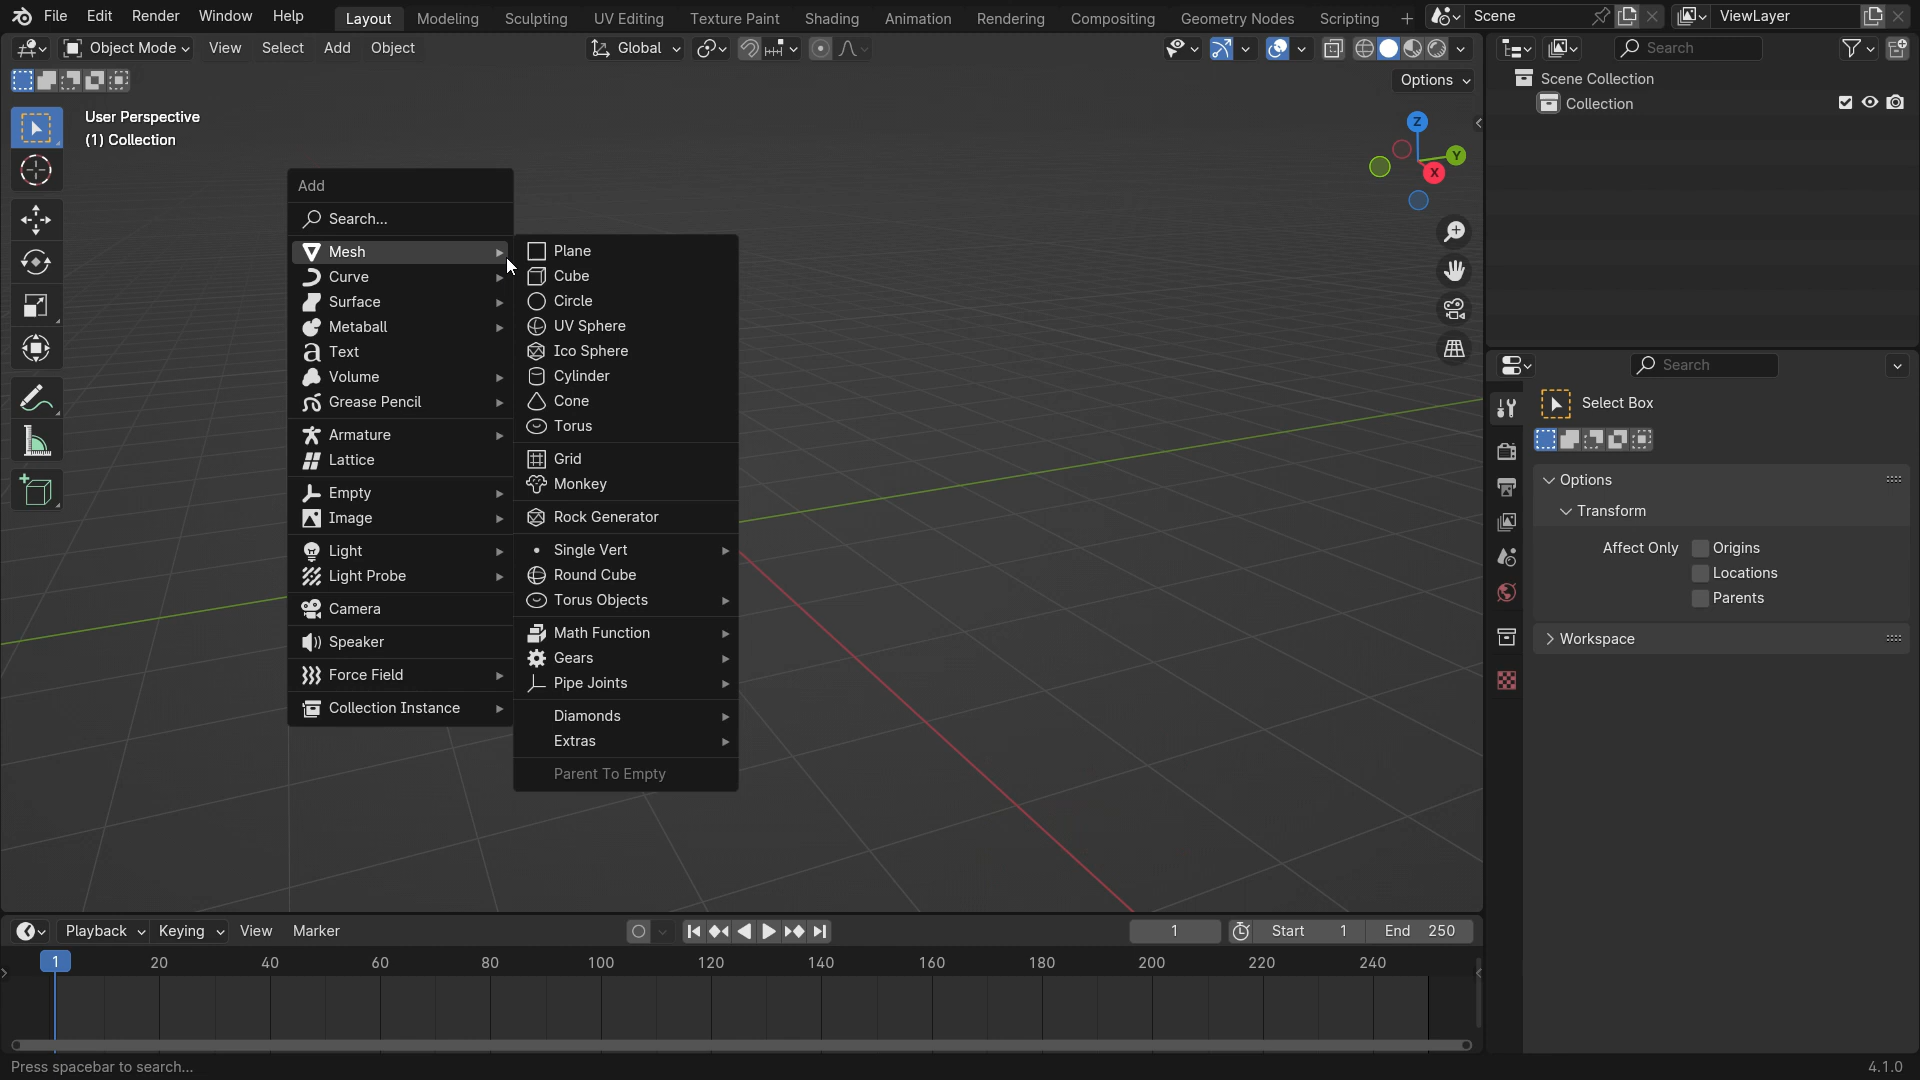 File Edit Render Window Help Layout Modeling Sculpting UV Editing Texture Paint Shading Animation Rendering Compositing Geometry Nodes Scripting + Scene ViewLayer
Object Mode View Select Add Object Global Search
Options
Scene Collection
Collection
User Perspective
(1) Collection
Z
Y
X
Add
Search...
Mesh
Curve
Surface
Metaball
Text
Volume
Grease Pencil
Armature
Lattice
Empty
Image
Light
Light Probe
Camera
Speaker
Force Field
Collection Instance
Plane
Cube
Circle
UV Sphere
Ico Sphere
Cylinder
Cone
Torus
Grid
Monkey
Rock Generator
Single Vert
Round Cube
Torus Objects
Math Function
Gears
Pipe Joints
Diamonds
Extras
Parent To Empty
Search
Select Box
Options
Transform
Affect Only Origins
Locations
Parents
Workspace
Playback Keying View Marker 1 Start 1 End 250
1 20 40 60 80 100 120 140 160 180 200 220 240
Press spacebar to search... 4.1.0